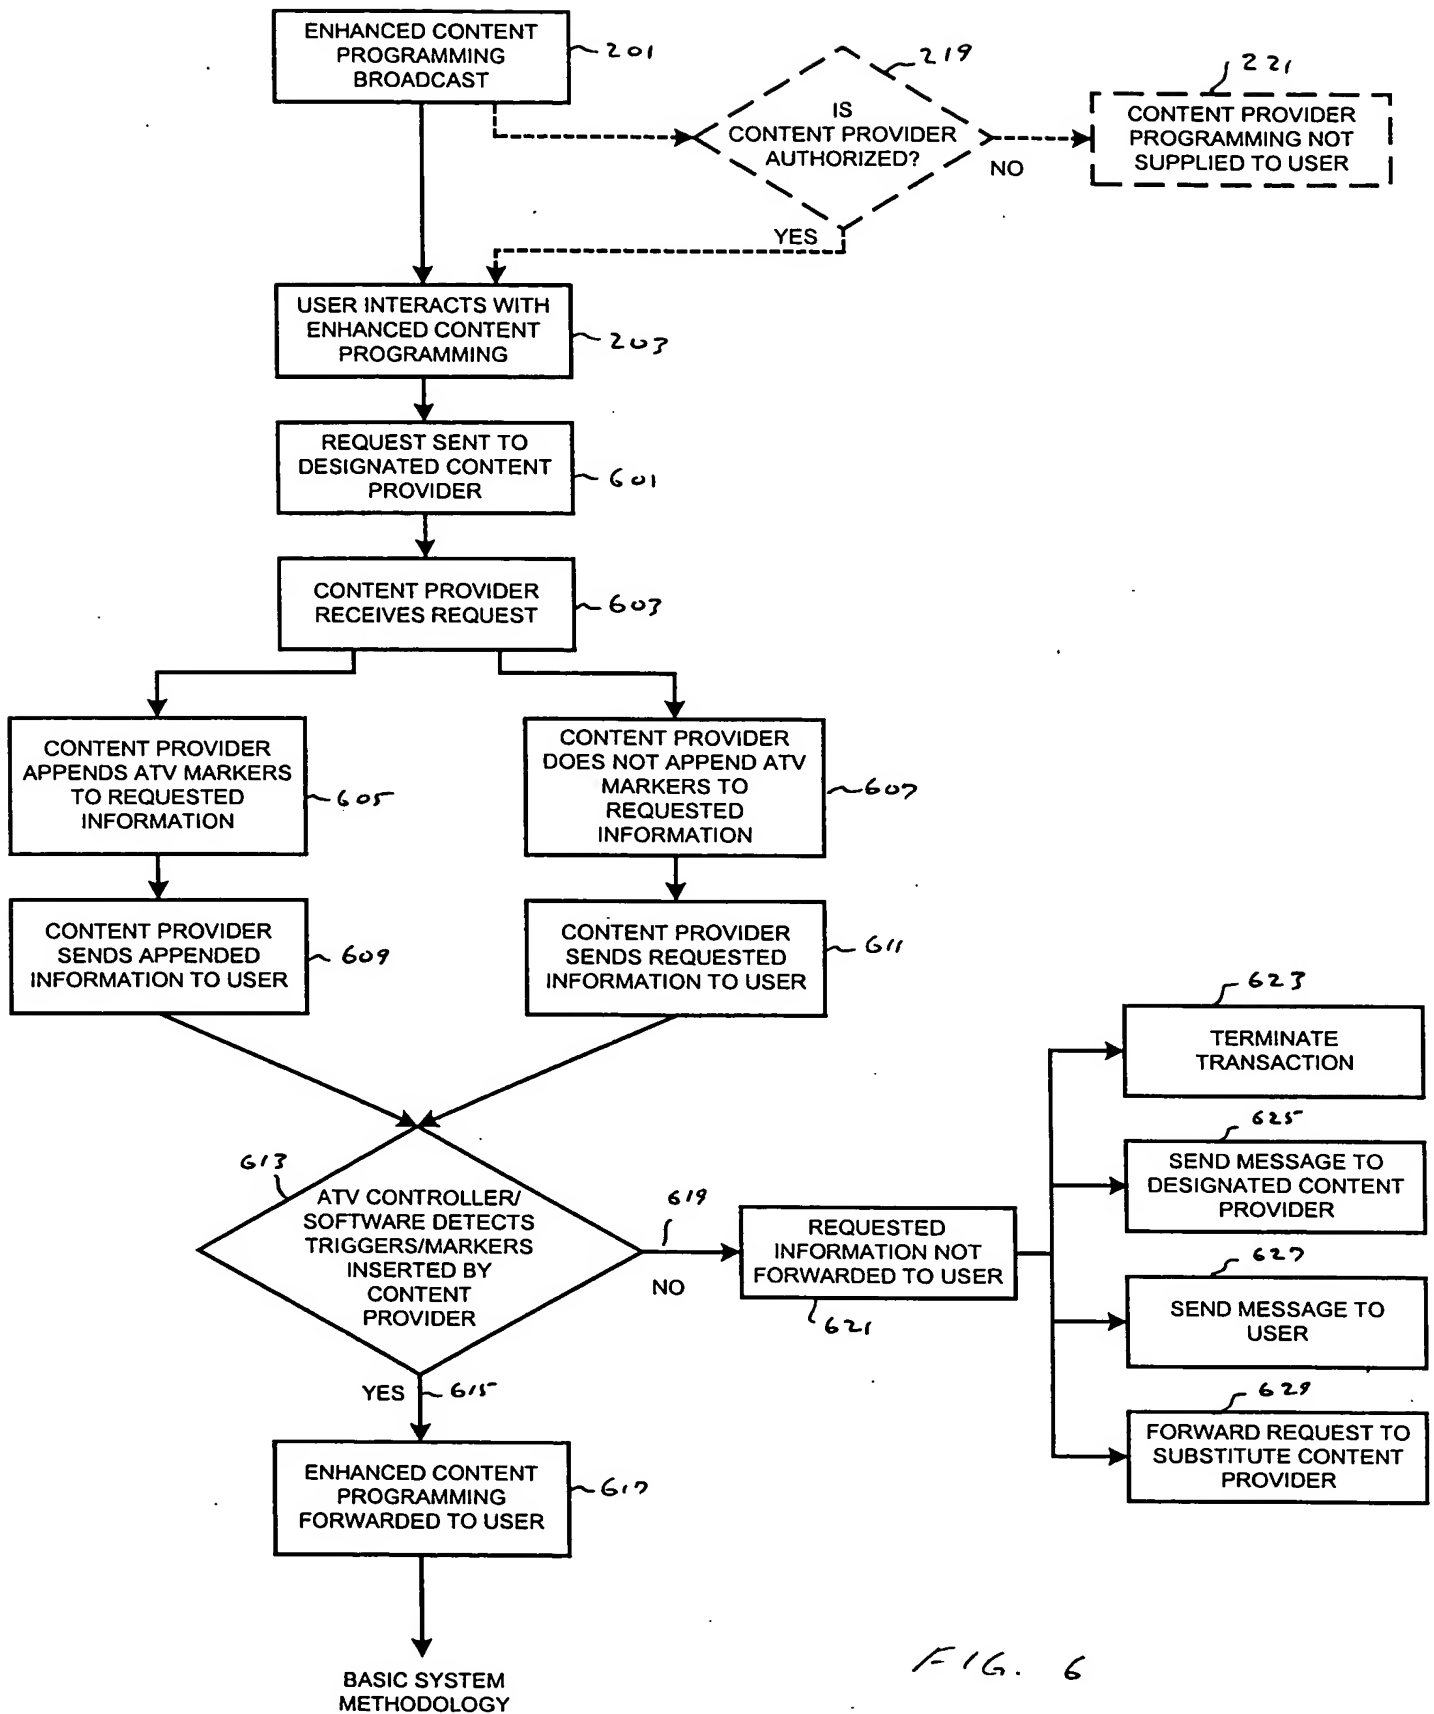 ENHANCED CONTENT
PROGRAMMING
BROADCAST
201
IS
CONTENT PROVIDER
AUTHORIZED?
219
NO
YES
221
CONTENT PROVIDER
PROGRAMMING NOT
SUPPLIED TO USER
USER INTERACTS WITH
ENHANCED CONTENT
PROGRAMMING
203
REQUEST SENT TO
DESIGNATED CONTENT
PROVIDER
601
CONTENT PROVIDER
RECEIVES REQUEST
603
CONTENT PROVIDER
APPENDS ATV MARKERS
TO REQUESTED
INFORMATION
605
CONTENT PROVIDER
DOES NOT APPEND ATV
MARKERS TO
REQUESTED
INFORMATION
607
CONTENT PROVIDER
SENDS APPENDED
INFORMATION TO USER
609
CONTENT PROVIDER
SENDS REQUESTED
INFORMATION TO USER
611
613
ATV CONTROLLER/
SOFTWARE DETECTS
TRIGGERS/MARKERS
INSERTED BY
CONTENT
PROVIDER
619
NO
REQUESTED
INFORMATION NOT
FORWARDED TO USER
621
623
TERMINATE
TRANSACTION
625
SEND MESSAGE TO
DESIGNATED CONTENT
PROVIDER
627
SEND MESSAGE TO
USER
629
FORWARD REQUEST TO
SUBSTITUTE CONTENT
PROVIDER
YES
615
ENHANCED CONTENT
PROGRAMMING
FORWARDED TO USER
617
BASIC SYSTEM
METHODOLOGY
FIG. 6